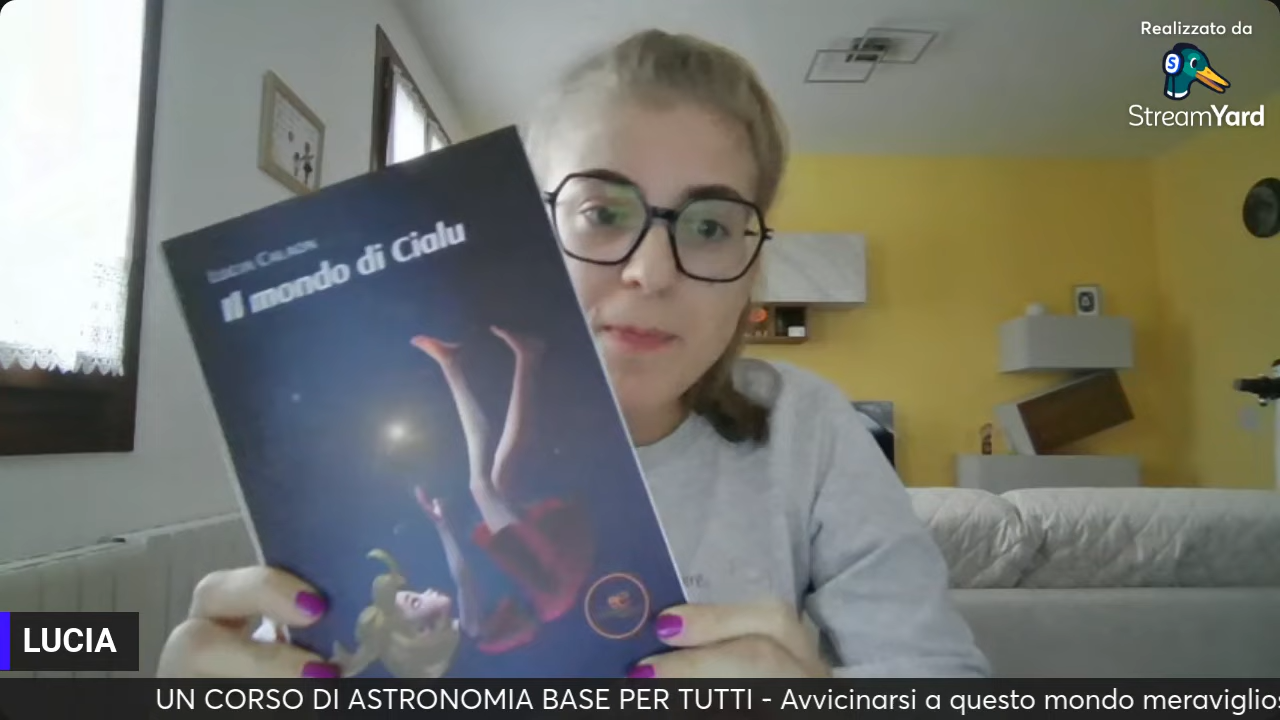 Realizzato da
StreamYard
Il mondo di Cialu
LUCIA
UN CORSO DI ASTRONOMIA BASE PER TUTTI - Avvicinarsi a questo mondo meraviglio